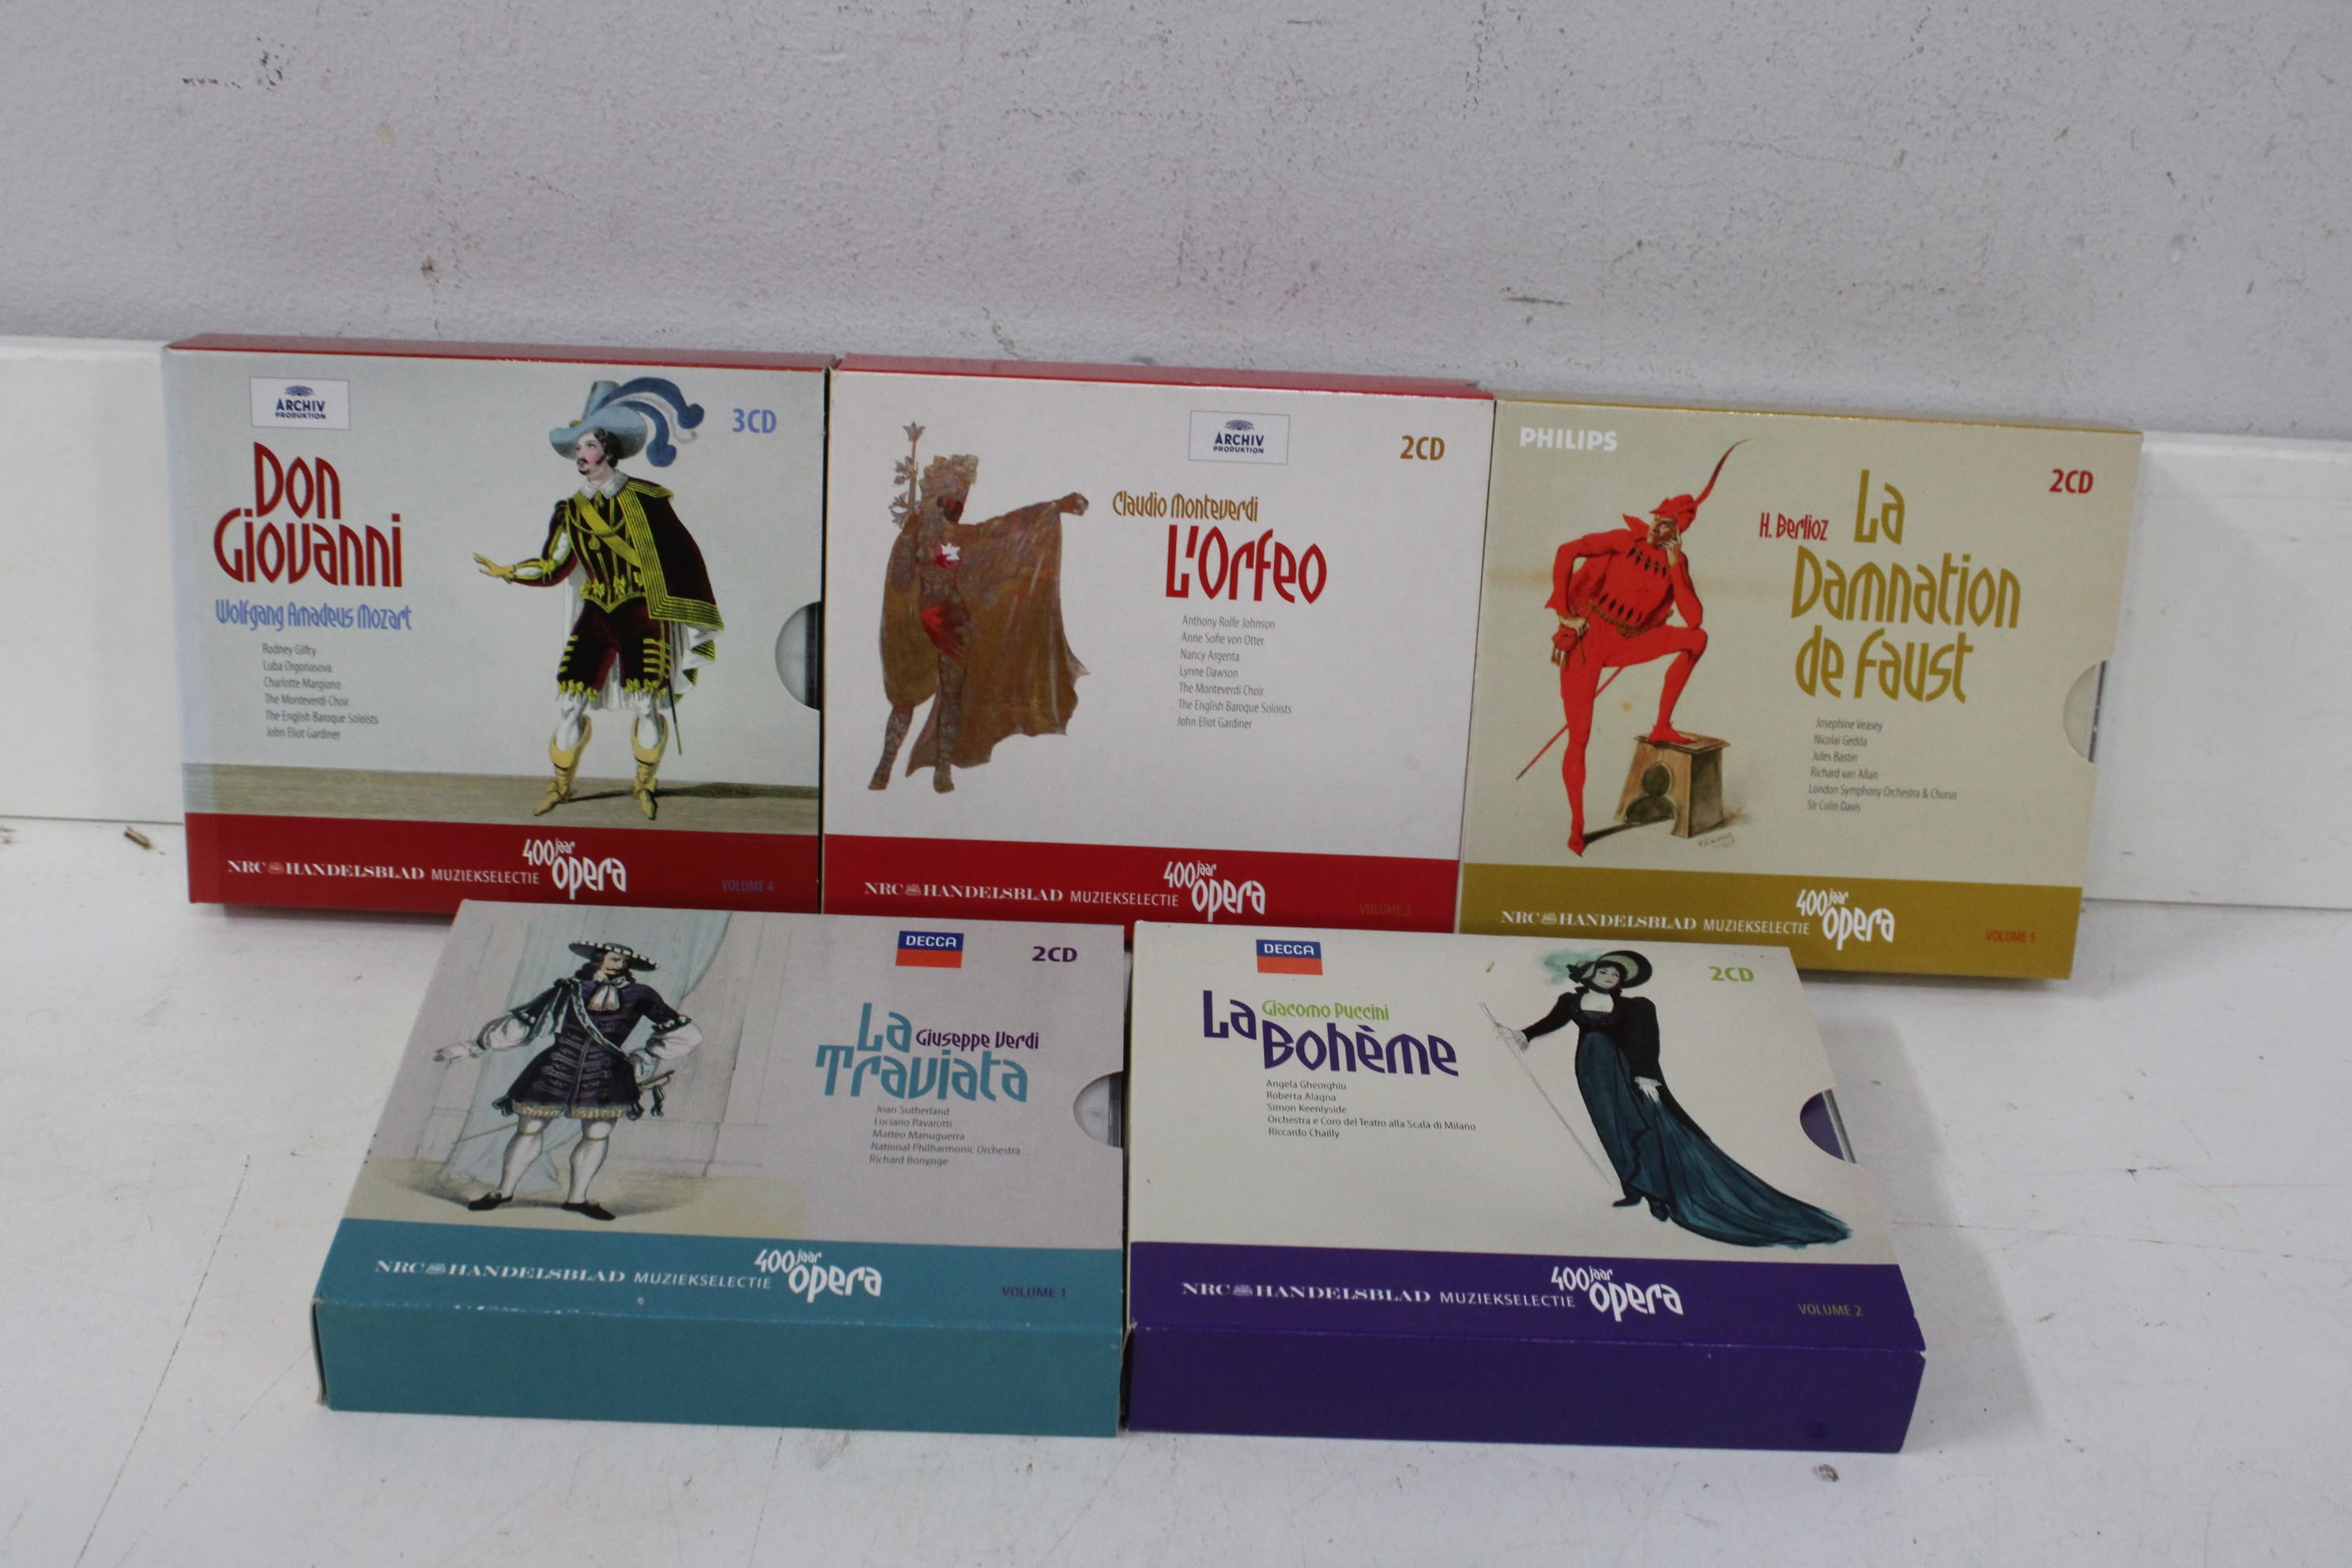 ARCHIV
PRODUKTION
3CD
Don
Giovanni
Wolfgang Amadeus Mozart
Rodney Gilfry
Luba Orgonasova
Charlotte Margiono
The Monteverdi Choir
The English Baroque Soloists
John Eliot Gardiner
NRC HANDELSBLAD MUZIEKSELECTIE
400 jaar
opera
VOLUME 4
ARCHIV
PRODUKTION
2CD
Claudio Monteverdi
L'Orfeo
Anthony Rolfe Johnson
Anne Sofie von Otter
Nancy Argenta
Lynne Dawson
The Monteverdi Choir
The English Baroque Soloists
John Eliot Gardiner
NRC HANDELSBLAD MUZIEKSELECTIE
400 jaar
opera
VOLUME 3
PHILIPS
2CD
H. Berlioz
La
Damnation
de Faust
Josephine Veasey
Nicolai Gedda
Jules Bastin
Richard van Allan
London Symphony Orchestra & Chorus
Sir Colin Davis
NRC HANDELSBLAD MUZIEKSELECTIE
400 jaar
opera
VOLUME 5
DECCA
2CD
La
Giuseppe Verdi
Traviata
Joan Sutherland
Luciano Pavarotti
Matteo Manuguerra
National Philharmonic Orchestra
Richard Bonynge
NRC HANDELSBLAD MUZIEKSELECTIE
400 jaar
opera
VOLUME 1
DECCA
2CD
Giacomo Puccini
La Bohème
Angela Gheorghiu
Roberta Alagna
Simon Keenlyside
Orchestra e Coro del Teatro alla Scala di Milano
Riccardo Chailly
NRC HANDELSBLAD MUZIEKSELECTIE
400 jaar
opera
VOLUME 2